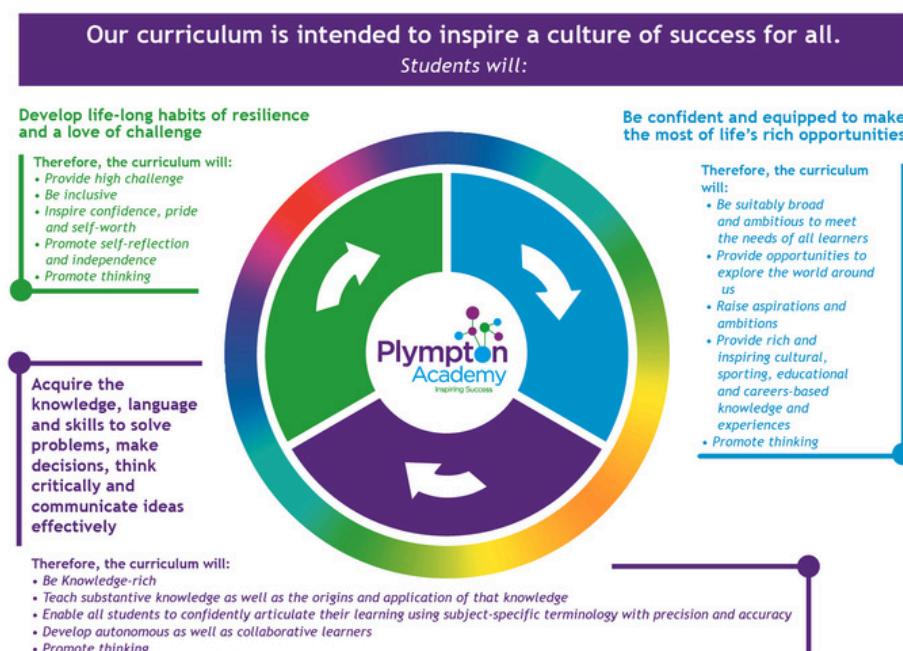 Our curriculum is intended to inspire a culture of success for all.
Students will:
Develop life-long habits of resilience
and a love of challenge
Therefore, the curriculum will:
• Provide high challenge
• Be inclusive
• Inspire confidence, pride
and self-worth
• Promote self-reflection
and independence
• Promote thinking
Be confident and equipped to make
the most of life's rich opportunities
Therefore, the curriculum
will:
• Be suitably broad
and ambitious to meet
the needs of all learners
• Provide opportunities to
explore the world around
us
• Raise aspirations and
ambitions
• Provide rich and
inspiring cultural,
sporting, educational
and careers-based
knowledge and
experiences
• Promote thinking
Plympton
Academy
Inspiring Success
Acquire the
knowledge, language
and skills to solve
problems, make
decisions, think
critically and
communicate ideas
effectively
Therefore, the curriculum will:
• Be Knowledge-rich
• Teach substantive knowledge as well as the origins and application of that knowledge
• Enable all students to confidently articulate their learning using subject-specific terminology with precision and accuracy
• Develop autonomous as well as collaborative learners
• Promote thinking